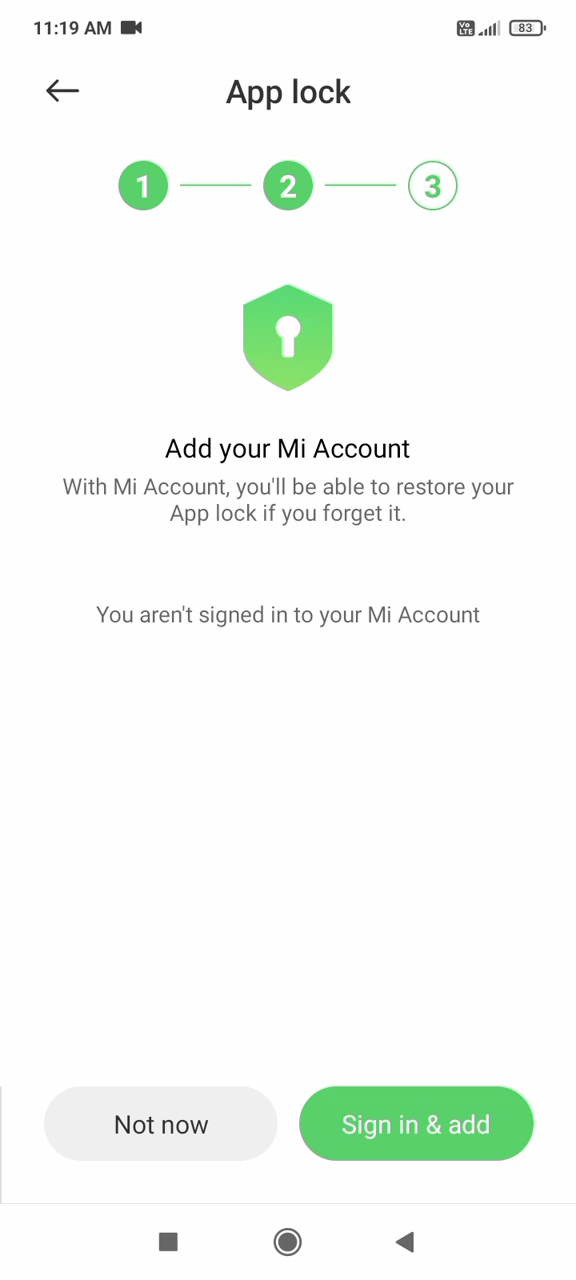 11:19 AM
Vo LTE
83
App lock
1
2
3
Add your Mi Account
With Mi Account, you'll be able to restore your
App lock if you forget it.
You aren't signed in to your Mi Account
Not now
Sign in & add